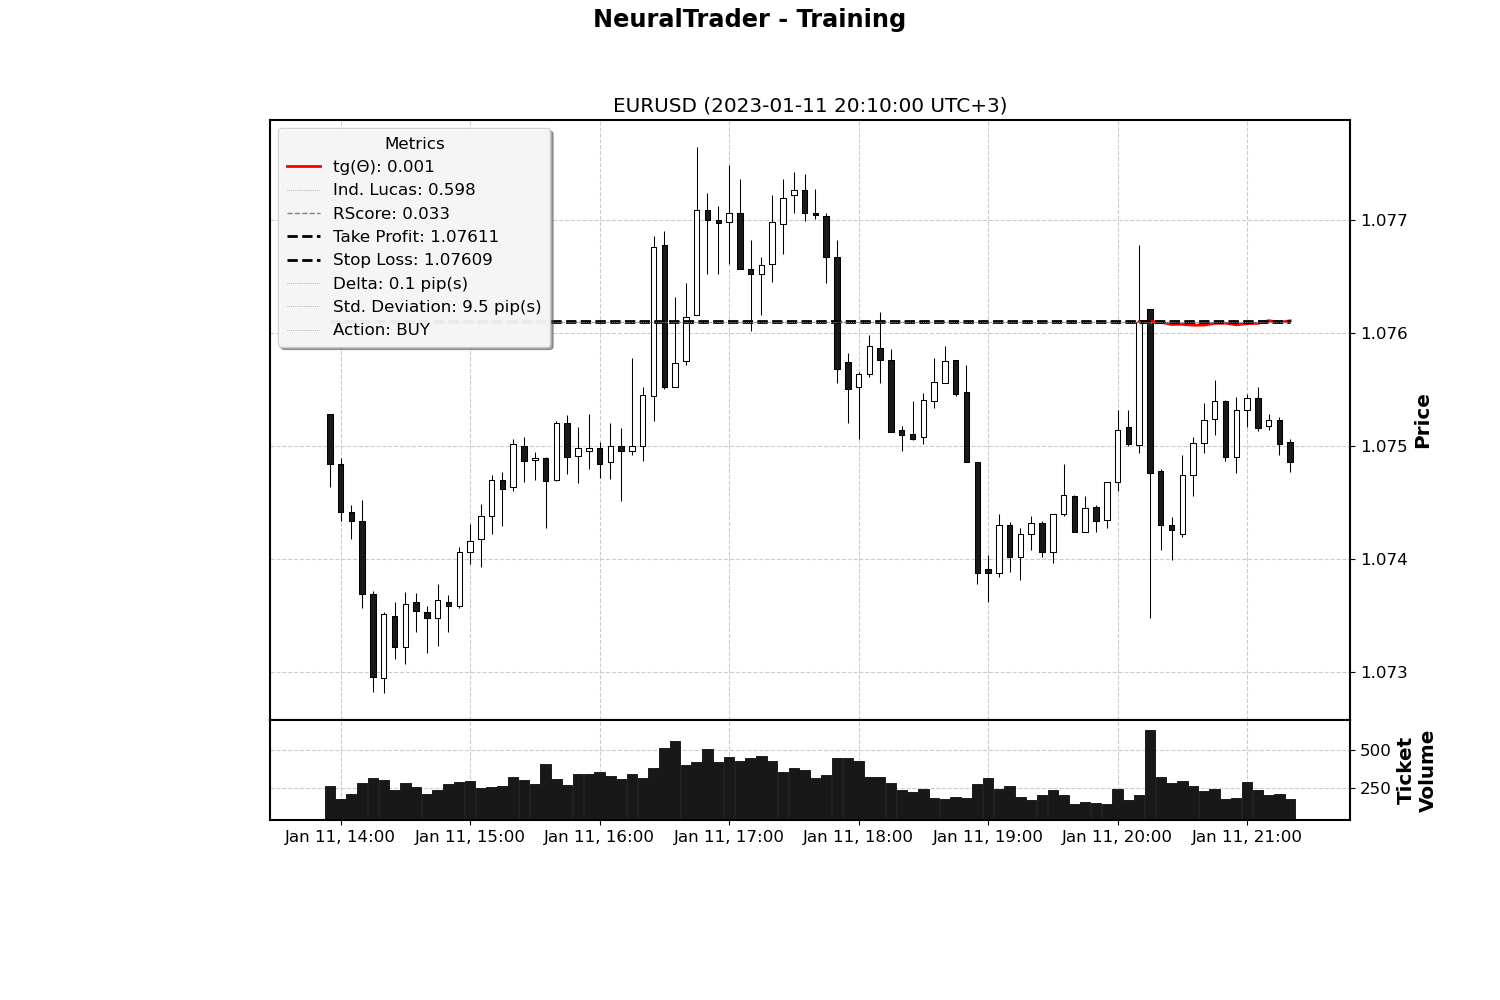 NeuralTrader - Training
EURUSD (2023-01-11 20:10:00 UTC+3)
Metrics
tg(Θ): 0.001
Ind. Lucas: 0.598
RScore: 0.033
Take Profit: 1.07611
Stop Loss: 1.07609
Delta: 0.1 pip(s)
Std. Deviation: 9.5 pip(s)
Action: BUY
1.077
1.076
1.075
1.074
1.073
Price
500
250
Ticket
Volume
Jan 11, 14:00 Jan 11, 15:00 Jan 11, 16:00 Jan 11, 17:00 Jan 11, 18:00 Jan 11, 19:00 Jan 11, 20:00 Jan 11, 21:00